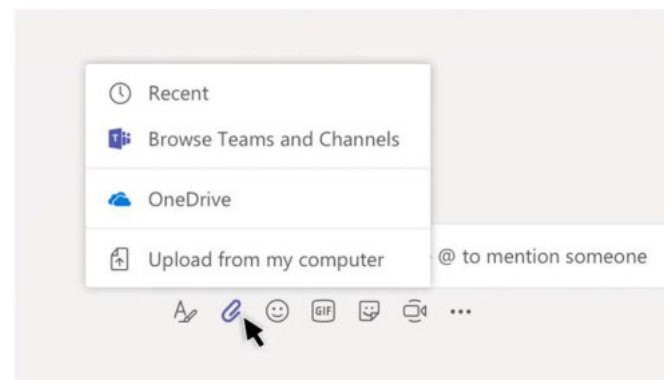 Recent
Browse Teams and Channels
OneDrive
Upload from my computer
@ to mention someone
GIF